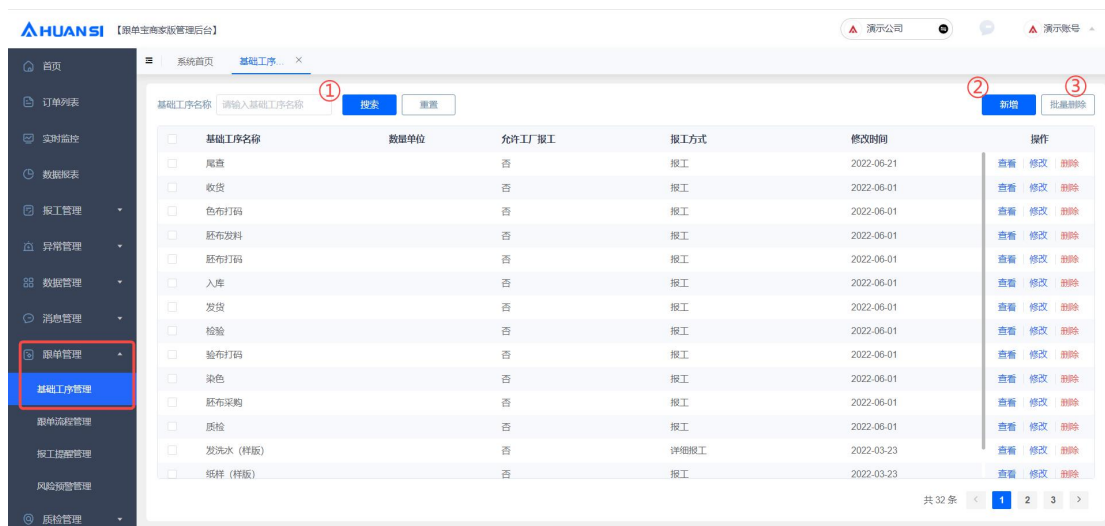 HUANSI 【跟单宝商家版管理后台】 演示公司 演示账号
首页
订单列表
实时监控
数据报表
报工管理
异常管理
数据管理
消息管理
跟单管理
基础工序管理
跟单流程管理
报工提醒管理
风险预警管理
质检管理
系统首页 基础工序... ×
基础工序名称 请输入基础工序名称 ① 搜索 重置 ② 新增 ③ 批量删除
基础工序名称 数量单位 允许工厂报工 报工方式 修改时间 操作
尾查 否 报工 2022-06-21 查看 修改 删除
收货 否 报工 2022-06-01 查看 修改 删除
色布打码 否 报工 2022-06-01 查看 修改 删除
胚布发料 否 报工 2022-06-01 查看 修改 删除
胚布打码 否 报工 2022-06-01 查看 修改 删除
入库 否 报工 2022-06-01 查看 修改 删除
发货 否 报工 2022-06-01 查看 修改 删除
检验 否 报工 2022-06-01 查看 修改 删除
验布打码 否 报工 2022-06-01 查看 修改 删除
染色 否 报工 2022-06-01 查看 修改 删除
胚布采购 否 报工 2022-06-01 查看 修改 删除
质检 否 报工 2022-06-01 查看 修改 删除
发洗水（样版） 否 详细报工 2022-03-23 查看 修改 删除
纸样（样版） 否 报工 2022-03-23 查看 修改 删除
共 32 条 < 1 2 3 >